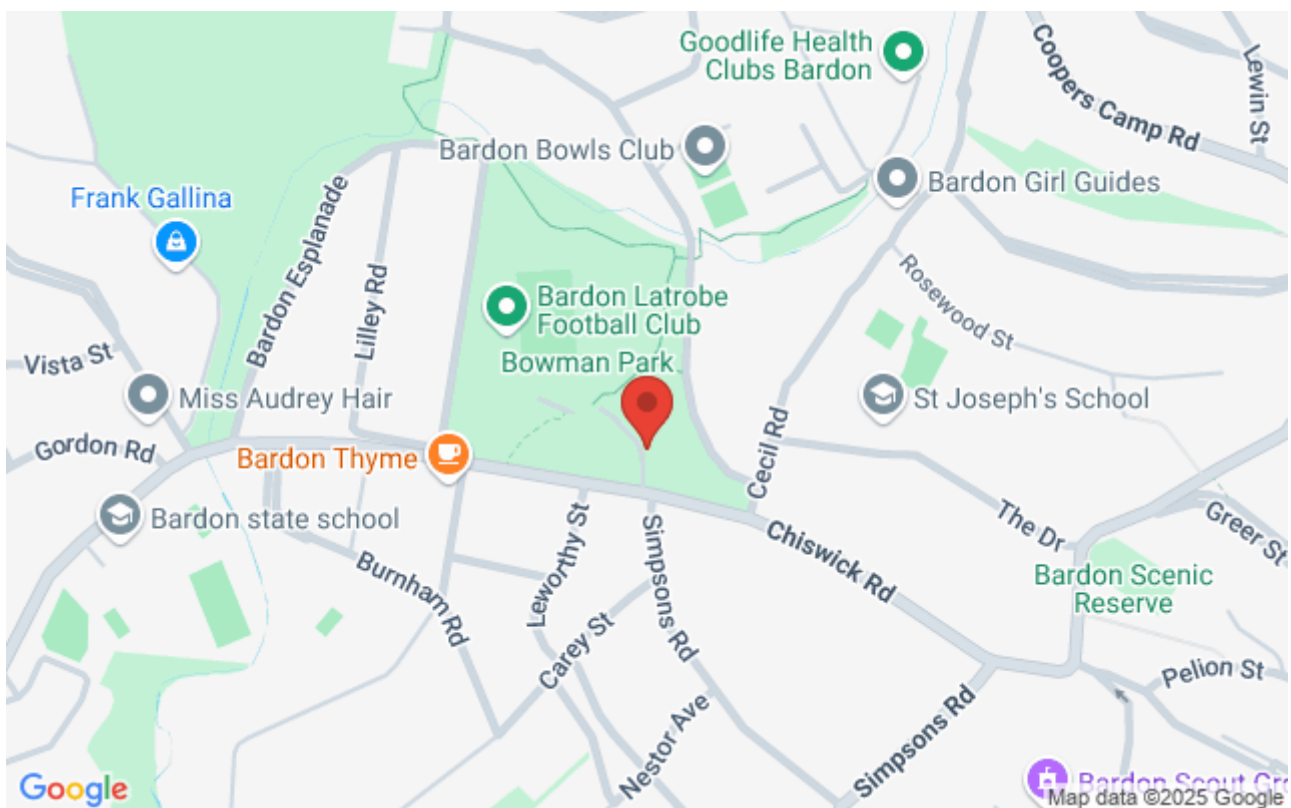 Goodlife Health
Clubs Bardon
Coopers Camp Rd
Lewin St
Bardon Bowls Club
Bardon Girl Guides
Frank Gallina
Bardon Esplanade
Lilley Rd
Rosewood St
Bardon Latrobe
Football Club
Bowman Park
Vista St
Miss Audrey Hair
St Joseph's School
Gordon Rd
Bardon Thyme
Cecil Rd
Bardon state school
Burnham Rd
Leworthy St
Simpsons Rd
Chiswick Rd
The Dr
Greer St
Bardon Scenic
Reserve
Carey St
Nestor Ave
Simpsons Rd
Pelion St
Bardon Scout Gro
Google
Map data ©2025 Google